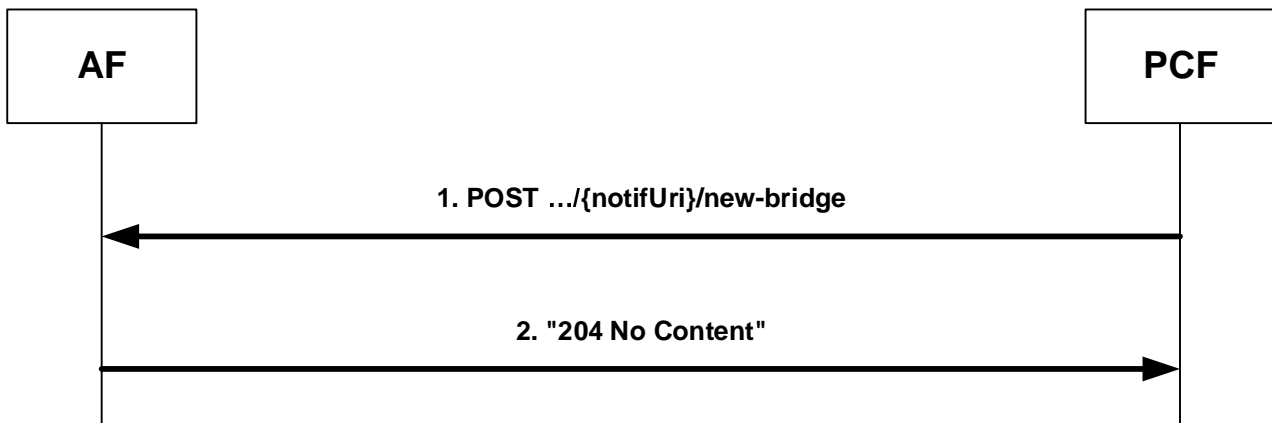 AF
PCF
1. POST …/{notifUri}/new-bridge
2. "204 No Content"